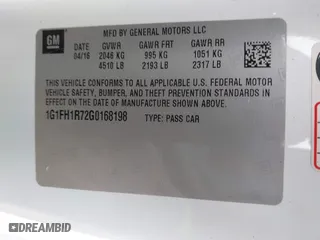 GM
MFD BY GENERAL MOTORS LLC
DATE GVWR GAWR FRT GAWR RR
04/16 2046 KG 995 KG 1051 KG
4510 LB 2193 LB 2317 LB
THIS VEHICLE CONFORMS TO ALL APPLICABLE U.S. FEDERAL MOTOR
VEHICLE SAFETY, BUMPER, AND THEFT PREVENTION STANDARDS
IN EFFECT ON THE DATE OF MANUFACTURE SHOWN ABOVE.
1G1FH1R72G0168198 TYPE: PASS CAR
DREAMBID